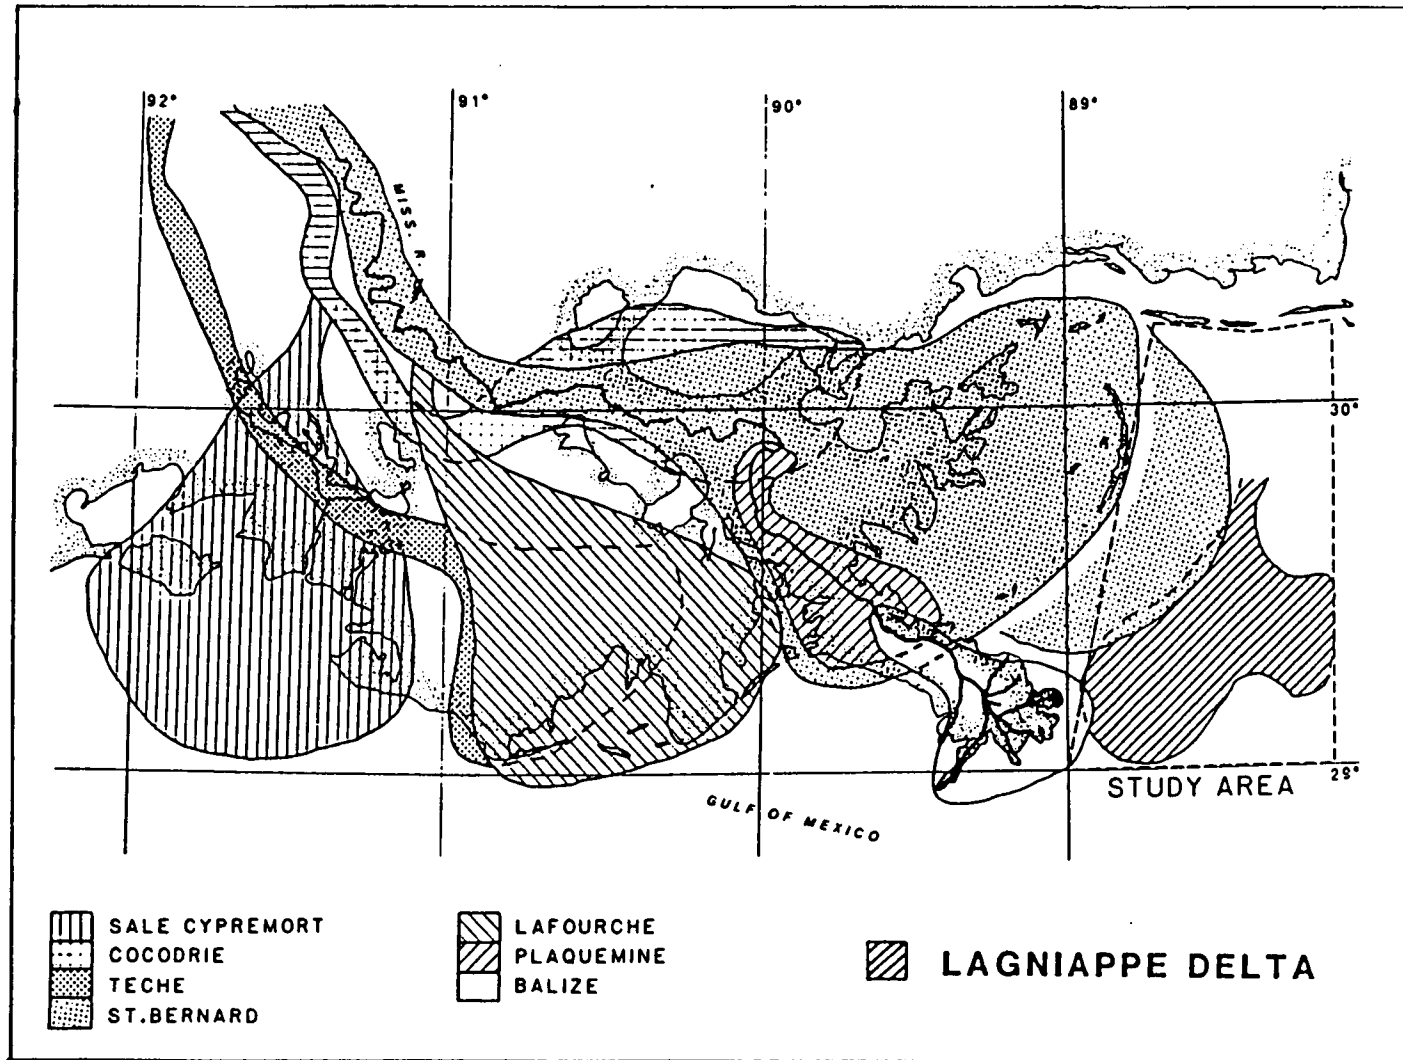 92°
91°
90°
89°
MISS. R.
30°
29°
STUDY AREA
GULF OF MEXICO
SALE CYPREMORT
COCODRIE
TECHE
ST.BERNARD
LAFOURCHE
PLAQUEMINE
BALIZE
LAGNIAPPE DELTA